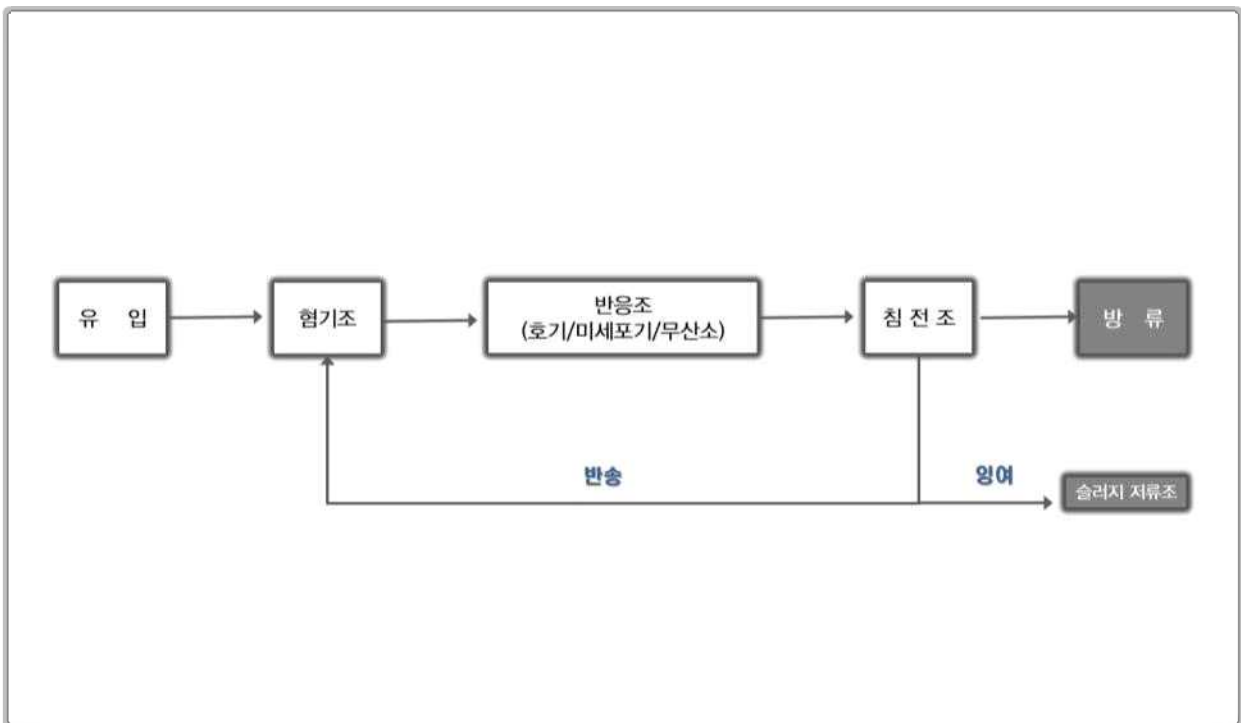 유 입
혐기조
반응조
(호기/미세포기/무산소)
침 전 조
방 류
반송
잉여
슬러지 저류조